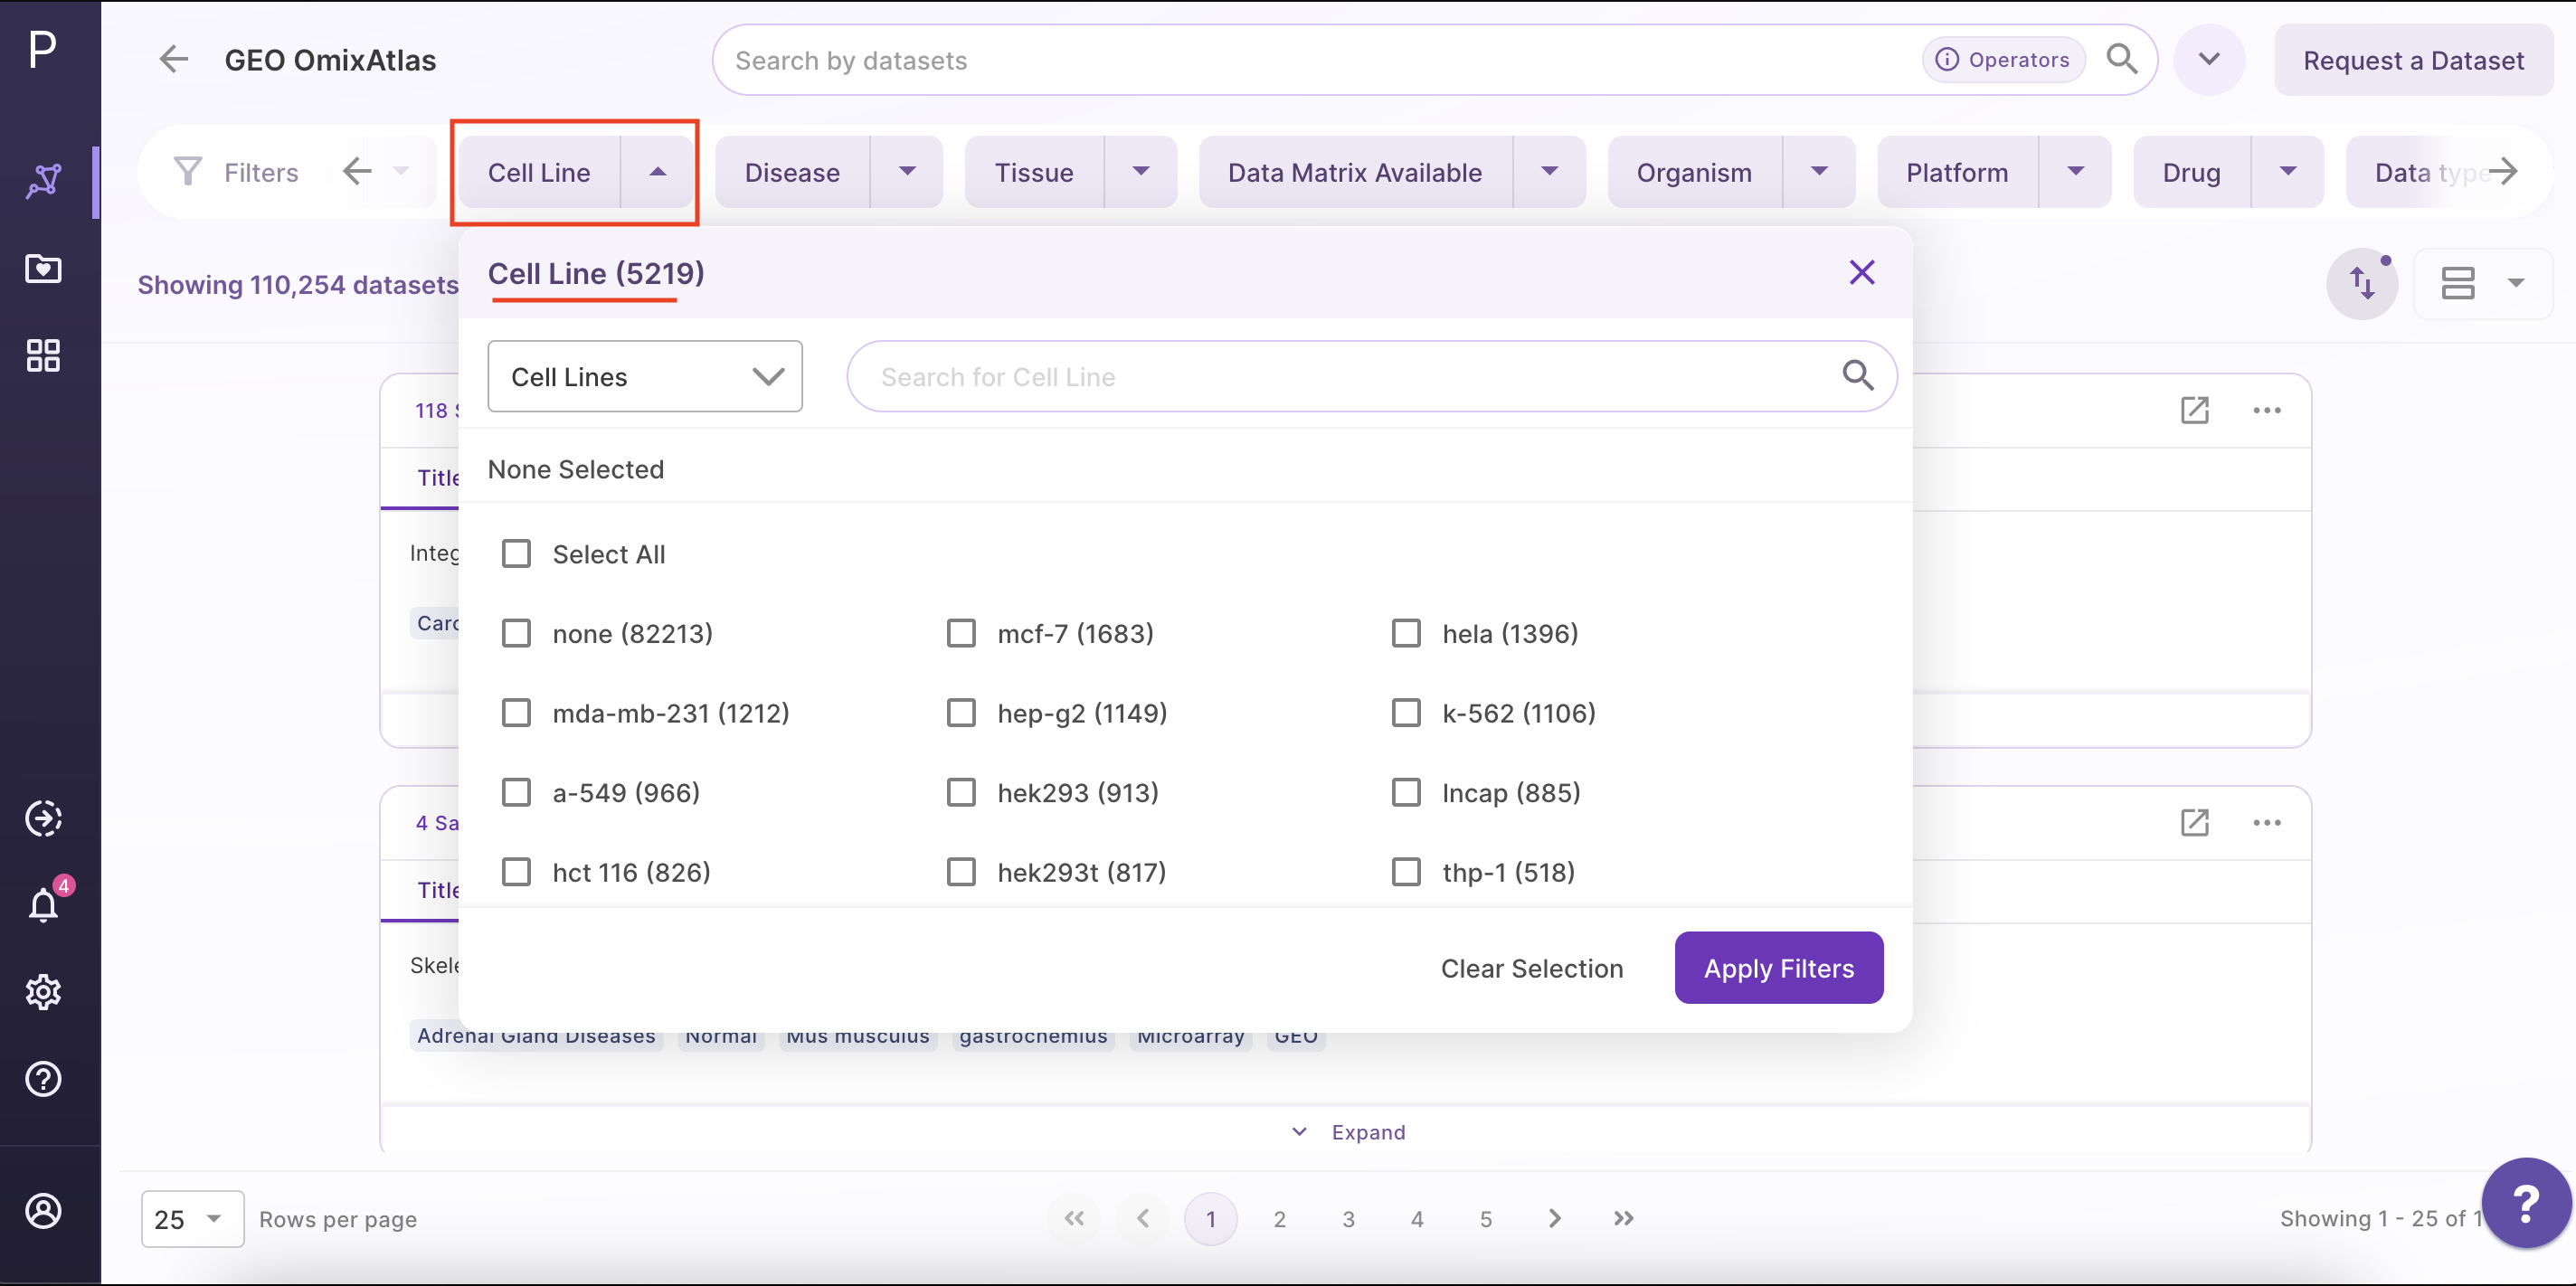 P
GEO OmixAtlas
Search by datasets
Operators
Request a Dataset
Filters
Cell Line
Disease
Tissue
Data Matrix Available
Organism
Platform
Drug
Data type
Showing 110,254 datasets
Cell Line (5219)
Cell Lines
Search for Cell Line
None Selected
Select All
none (82213) mcf-7 (1683) hela (1396)
mda-mb-231 (1212) hep-g2 (1149) k-562 (1106)
a-549 (966) hek293 (913) lncap (885)
hct 116 (826) hek293t (817) thp-1 (518)
Clear Selection
Apply Filters
118
Title
Integ
Carc
4 Sa
Title
Skele
Adrenal Gland Diseases Normal Mus musculus gastrocnemius Microarray GEO
Expand
4
25 Rows per page
1 2 3 4 5
Showing 1 - 25 of 1
?